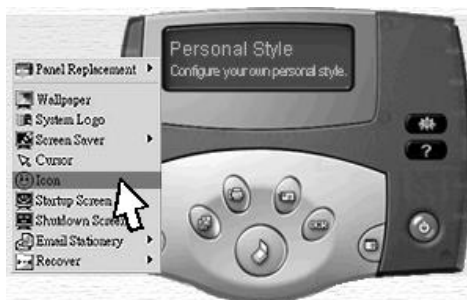 Personal Style
Configure your own personal style.
Panel Replacement
Wallpaper
System Logo
Screen Saver
Cursor
Icon
Startup Screen
Shutdown Screen
Email Stationery
Recover
?
OCR